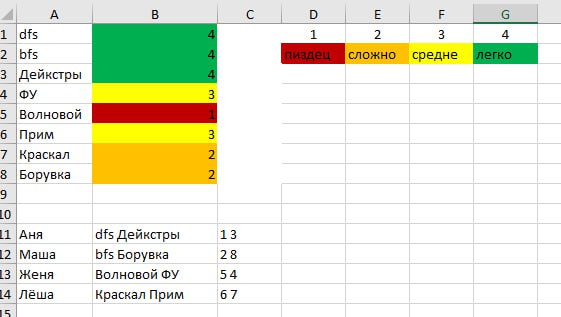 A B C D E F G
1 dfs 4 1 2 3 4
2 bfs 4 пиздец сложно средне легко
3 Дейкстры 4
4 ФУ 3
5 Волновой 1
6 Прим 3
7 Краскал 2
8 Борувка 2
9
10
11 Аня dfs Дейкстры 1 3
12 Маша bfs Борувка 2 8
13 Женя Волновой ФУ 5 4
14 Лёша Краскал Прим 6 7
15